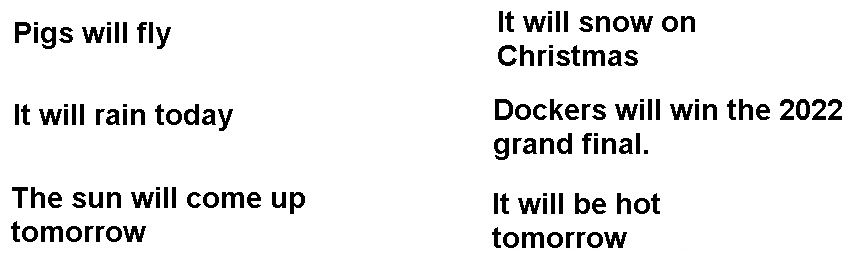 Pigs will fly
It will rain today
The sun will come up
tomorrow
It will snow on
Christmas
Dockers will win the 2022
grand final.
It will be hot
tomorrow